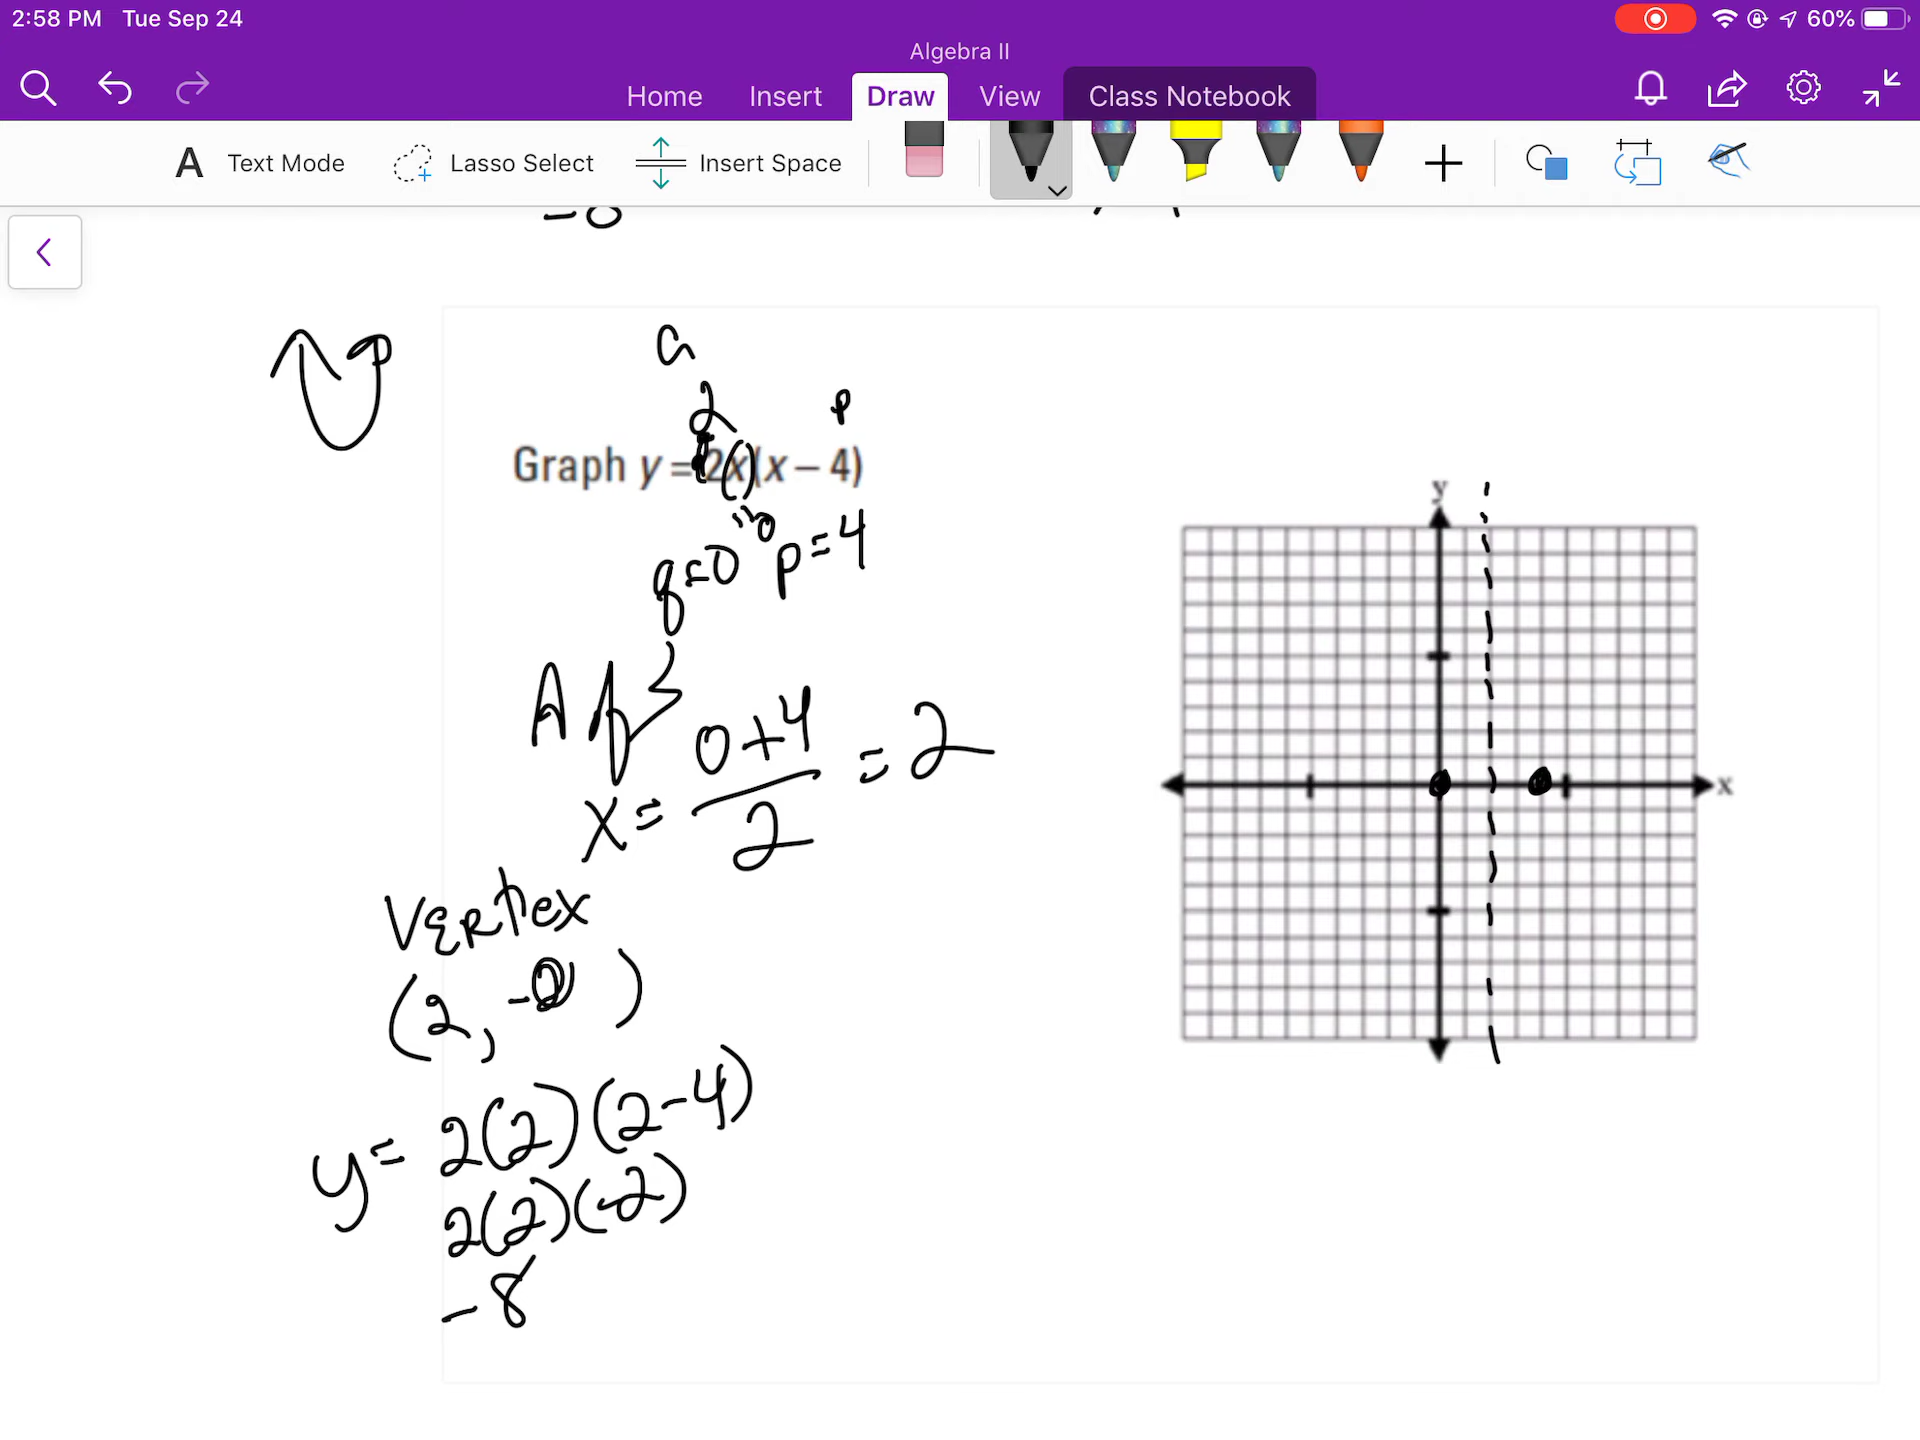 2:58 PM Tue Sep 24
60%
Algebra II
Home Insert Draw View Class Notebook
A Text Mode Lasso Select Insert Space
-8
up
a
2
p
Graph y = 2x(x – 4)
q=0 p=4
x= 0+4/2 = 2
Vertex
(2, - )
y= 2(2)(2-4)
2(2)(-2)
-8
y
x